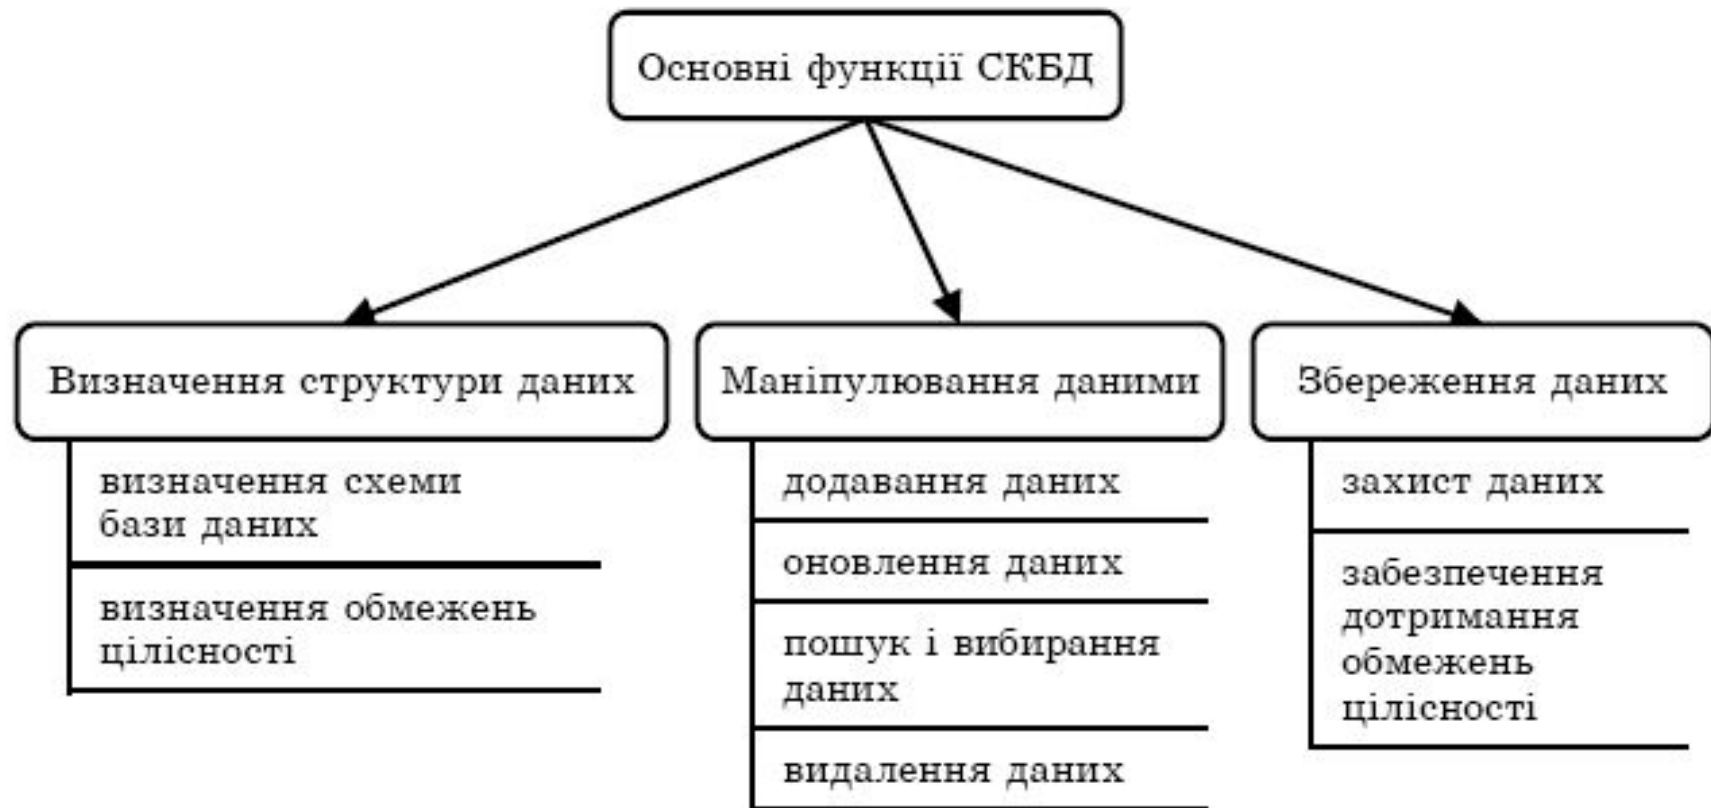 Основні функції СКБД
Визначення структури даних
визначення схеми
бази даних
визначення обмежень
цілісності
Маніпулювання даними
додавання даних
оновлення даних
пошук і вибирання
даних
видалення даних
Збереження даних
захист даних
забезпечення
дотримання
обмежень
цілісності